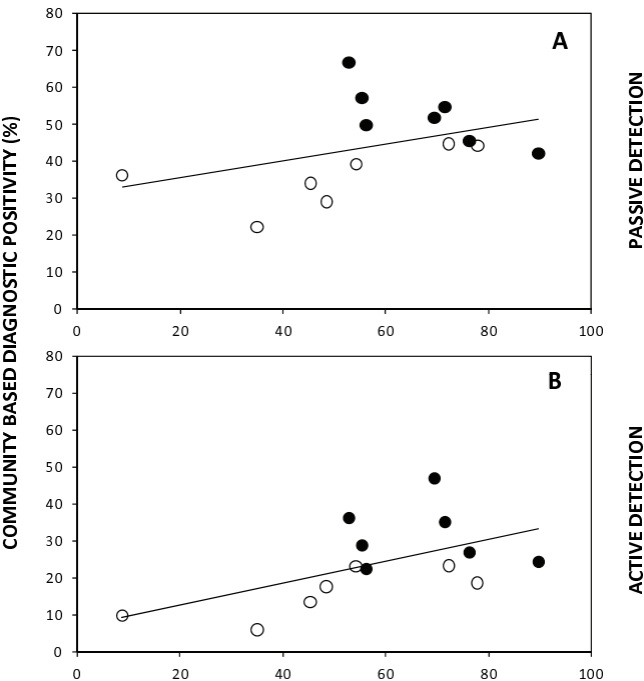 COMMUNITY BASED DIAGNOSTIC POSITIVITY (%)
80
70
60
50
40
30
20
10
0
A
0 20 40 60 80 100
PASSIVE DETECTION
80
70
60
50
40
30
20
10
0
B
0 20 40 60 80 100
ACTIVE DETECTION